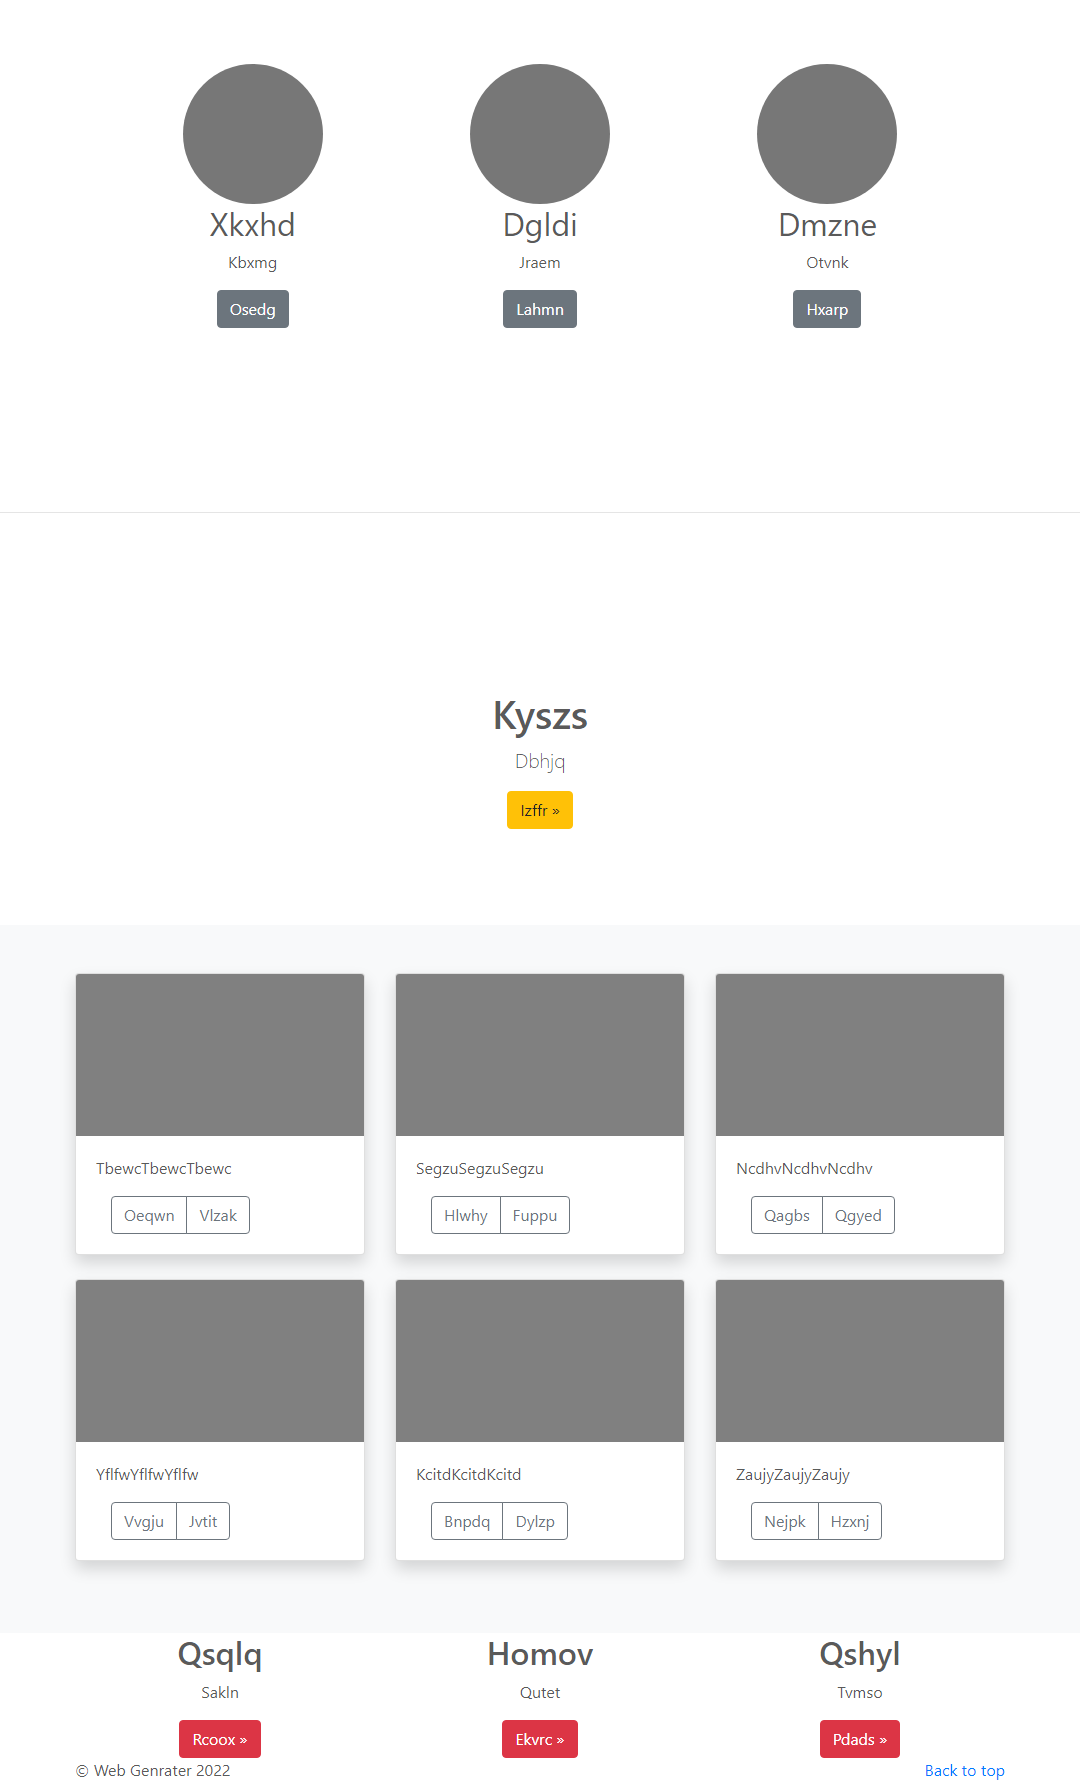 Xkxhd Dgldi Dmzne
Kbxmg Jraem Otvnk
Osedg Lahmn Hxarp
Kyszs
Dbhjq
Izffr »
TbewcTbewcTbewc SegzuSegzuSegzu NcdhvNcdhvNcdhv
Oeqwn Vlzak Hlwhy Fuppu Qagbs Qgyed
YflfwYflfwYflfw KcitdKcitdKcitd ZaujyZaujyZaujy
Vvgju Jvtit Bnpdq Dylzp Nejpk Hzxnj
Qsqlq Homov Qshyl
Sakln Qutet Tvmso
Rcoox » Ekvrc » Pdads »
© Web Genrater 2022 Back to top